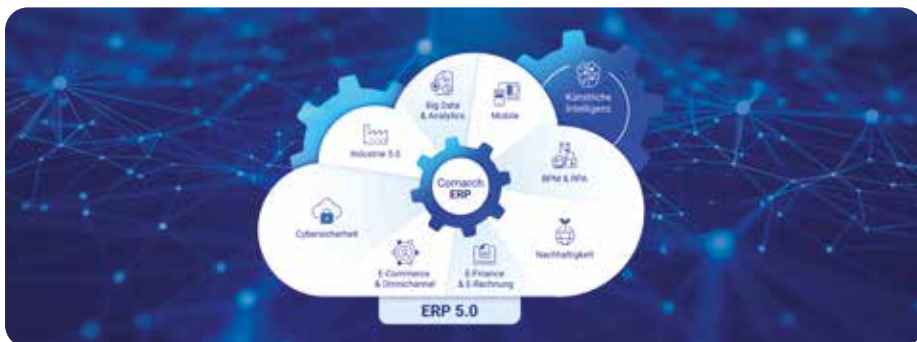 Big Data
& Analytics
Mobile
Künstliche
Intelligenz
Industrie 5.0
Comarch
ERP
BPM & RPA
Cybersicherheit
Nachhaltigkeit
E-Commerce
& Omnichannel
E-Finance
& E-Rechnung
ERP 5.0